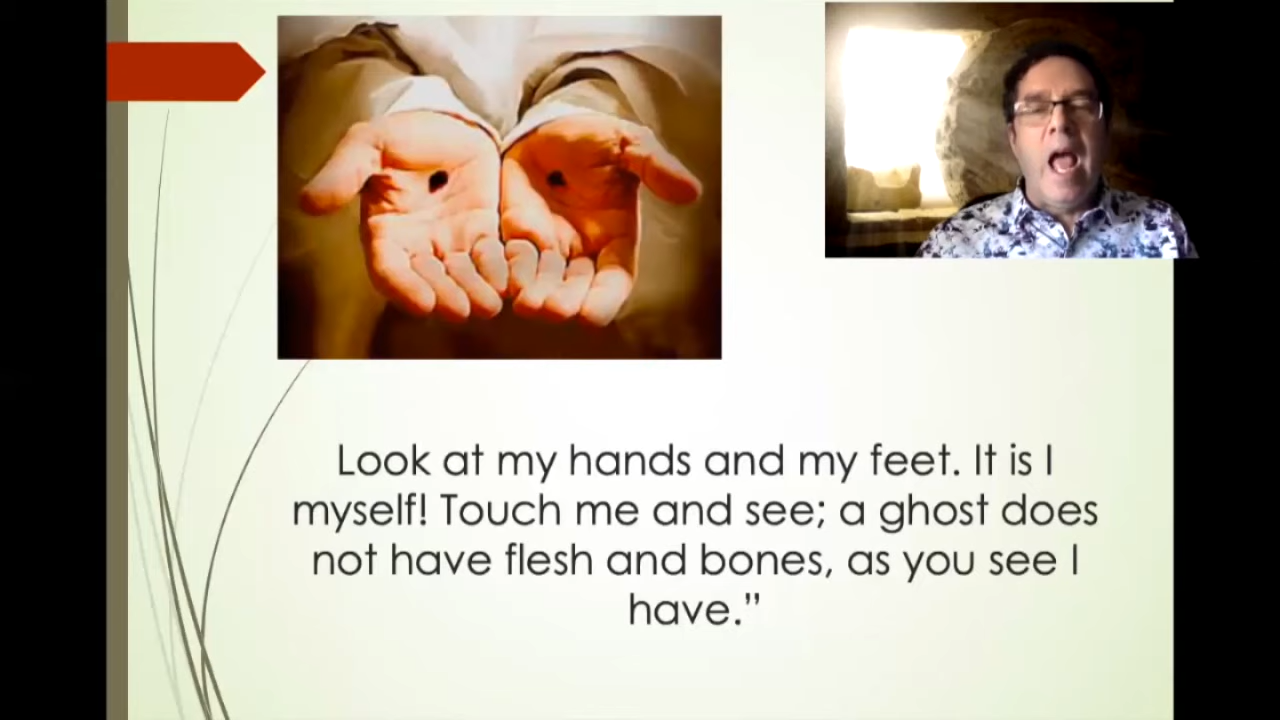 Look at my hands and my feet. It is I
myself! Touch me and see; a ghost does
not have flesh and bones, as you see I
have.”